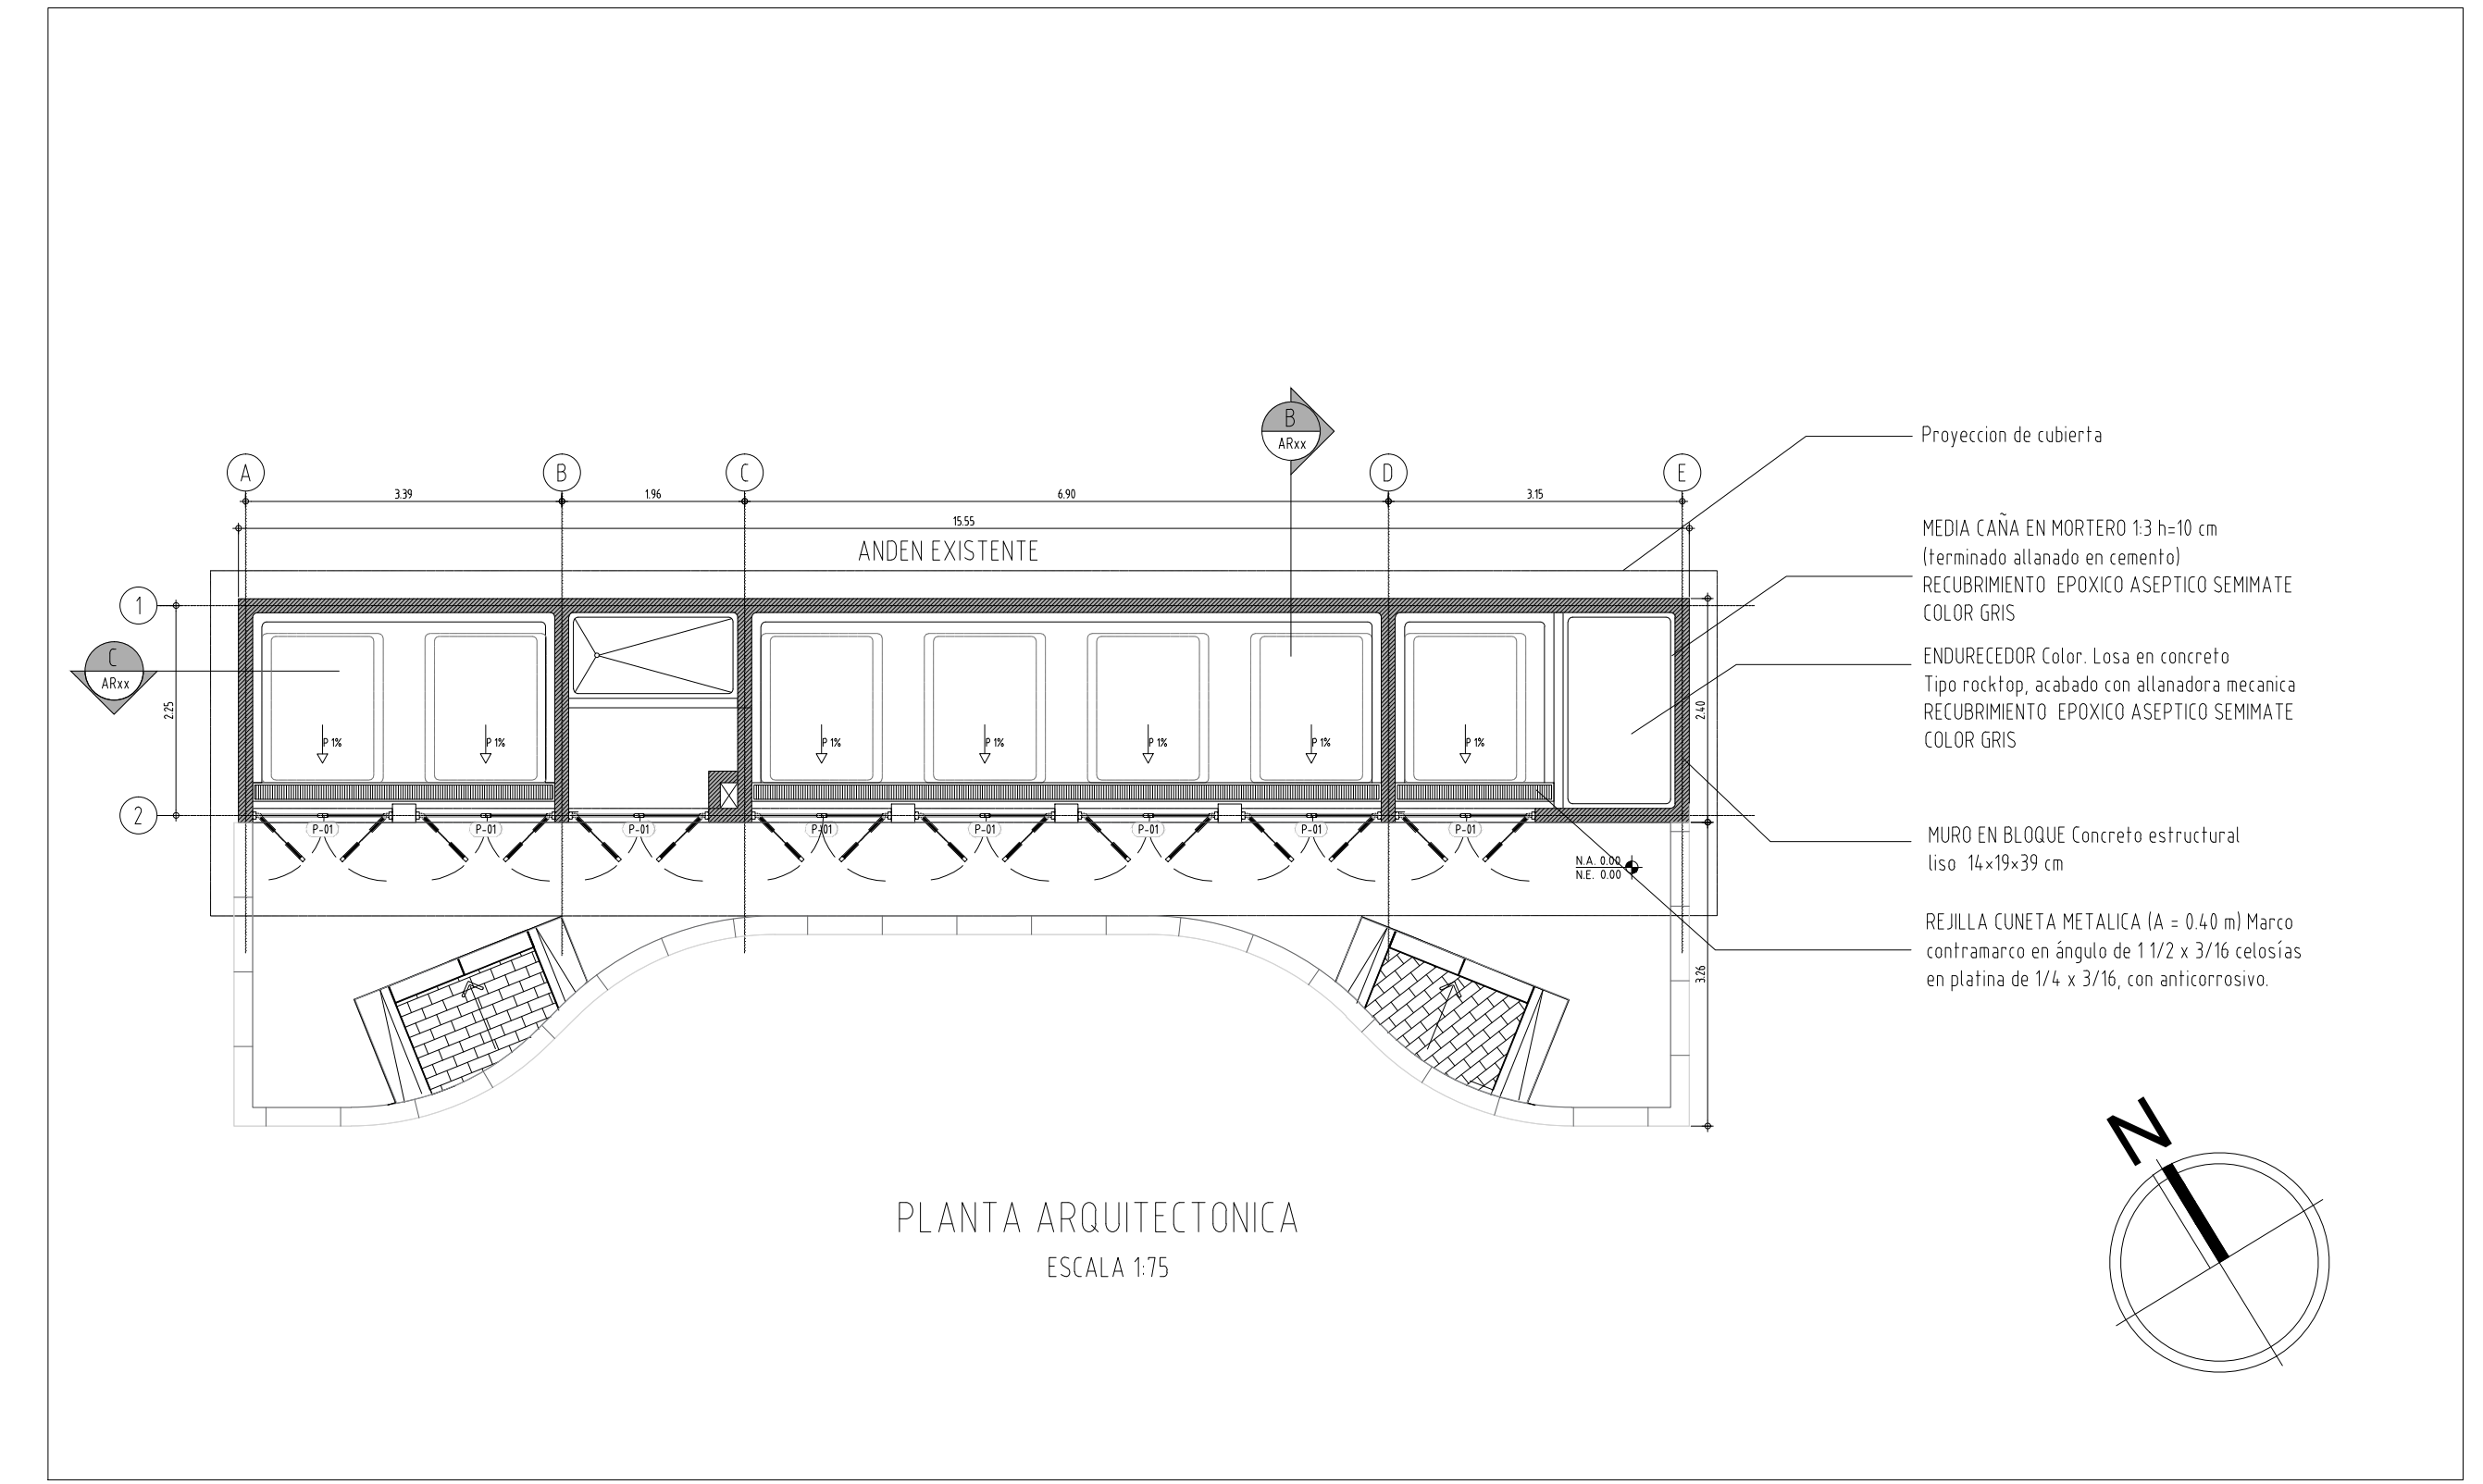 B
ARxx
Proyeccion de cubierta
A
B
C
D
E
3.39
1.96
6.90
3.15
15.55
ANDEN EXISTENTE
MEDIA CAÑA EN MORTERO 1:3 h=10 cm
(terminado allanado en cemento)
RECUBRIMIENTO EPOXICO ASEPTICO SEMIMATE
COLOR GRIS
1
C
ARxx
ENDURECEDOR Color. Losa en concreto
Tipo rocktop, acabado con allanadora mecanica
RECUBRIMIENTO EPOXICO ASEPTICO SEMIMATE
COLOR GRIS
2.25
2.40
P 1%
P 1%
P 1%
P 1%
P 1%
P 1%
P 1%
2
P-01
P-01
P-01
P-01
P-01
P-01
P-01
P-01
MURO EN BLOQUE Concreto estructural
liso 14x19x39 cm
N.A. 0.00
N.E. 0.00
REJILLA CUNETA METALICA (A = 0.40 m) Marco
contramarco en ángulo de 1 1/2 x 3/16 celosías
en platina de 1/4 x 3/16, con anticorrosivo.
3.26
N
PLANTA ARQUITECTONICA
ESCALA 1:75